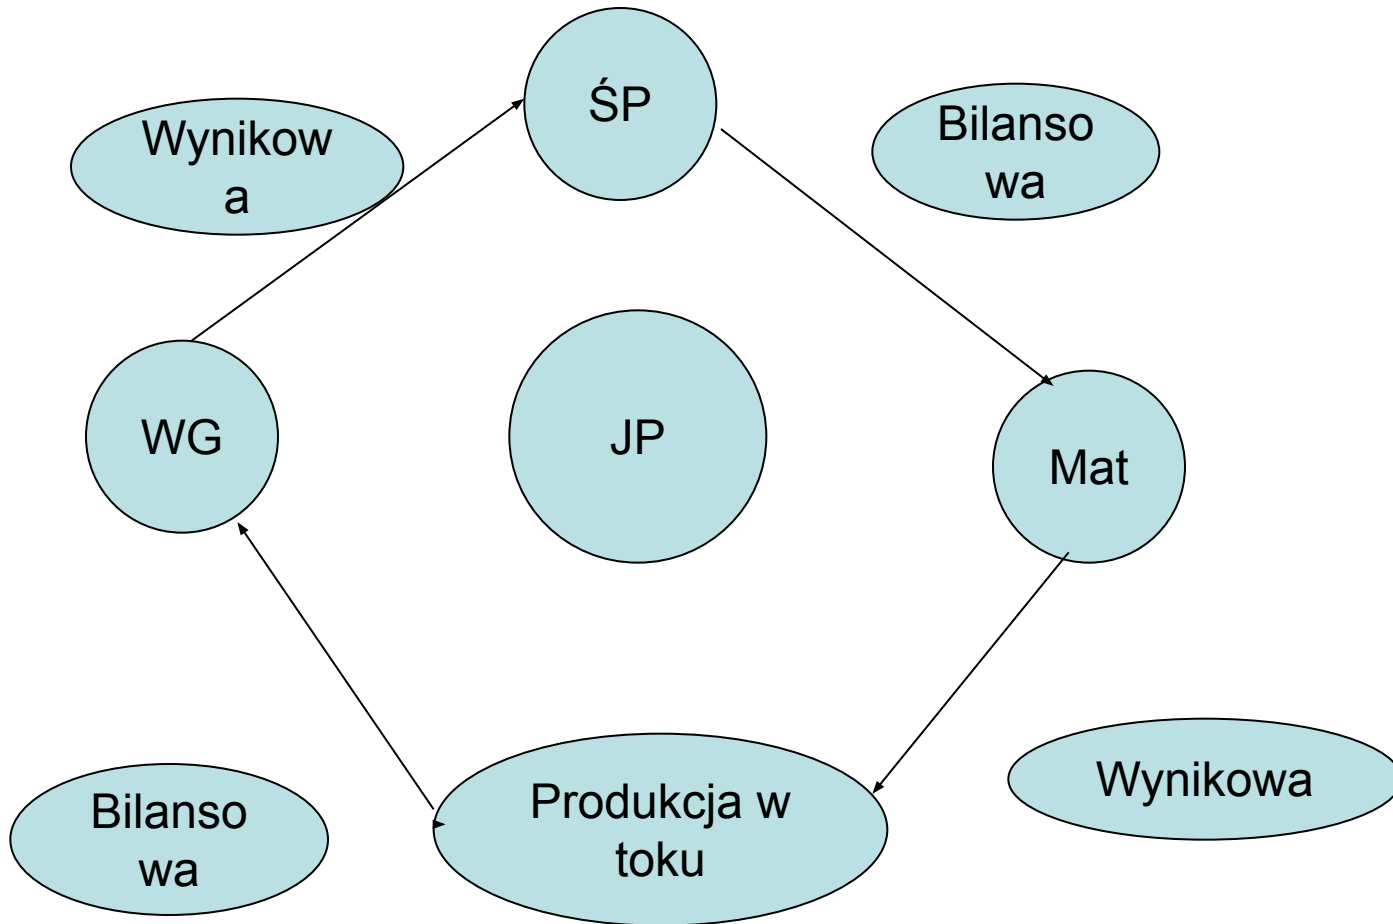 ŚP
Wynikow
a
Bilanso
wa
WG
JP
Mat
Produkcja w
toku
Wynikowa
Bilanso
wa